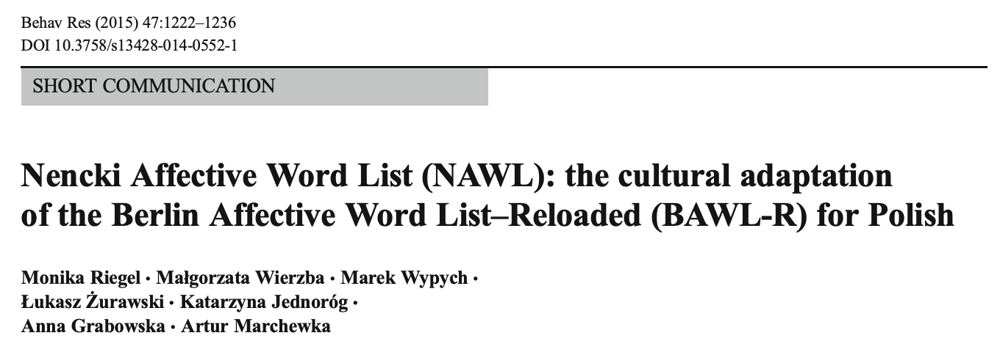 Behav Res (2015) 47:1222–1236
DOI 10.3758/s13428-014-0552-1
SHORT COMMUNICATION
Nencki Affective Word List (NAWL): the cultural adaptation
of the Berlin Affective Word List–Reloaded (BAWL-R) for Polish
Monika Riegel · Małgorzata Wierzba · Marek Wypych ·
Łukasz Żurawski · Katarzyna Jednoróg ·
Anna Grabowska · Artur Marchewka